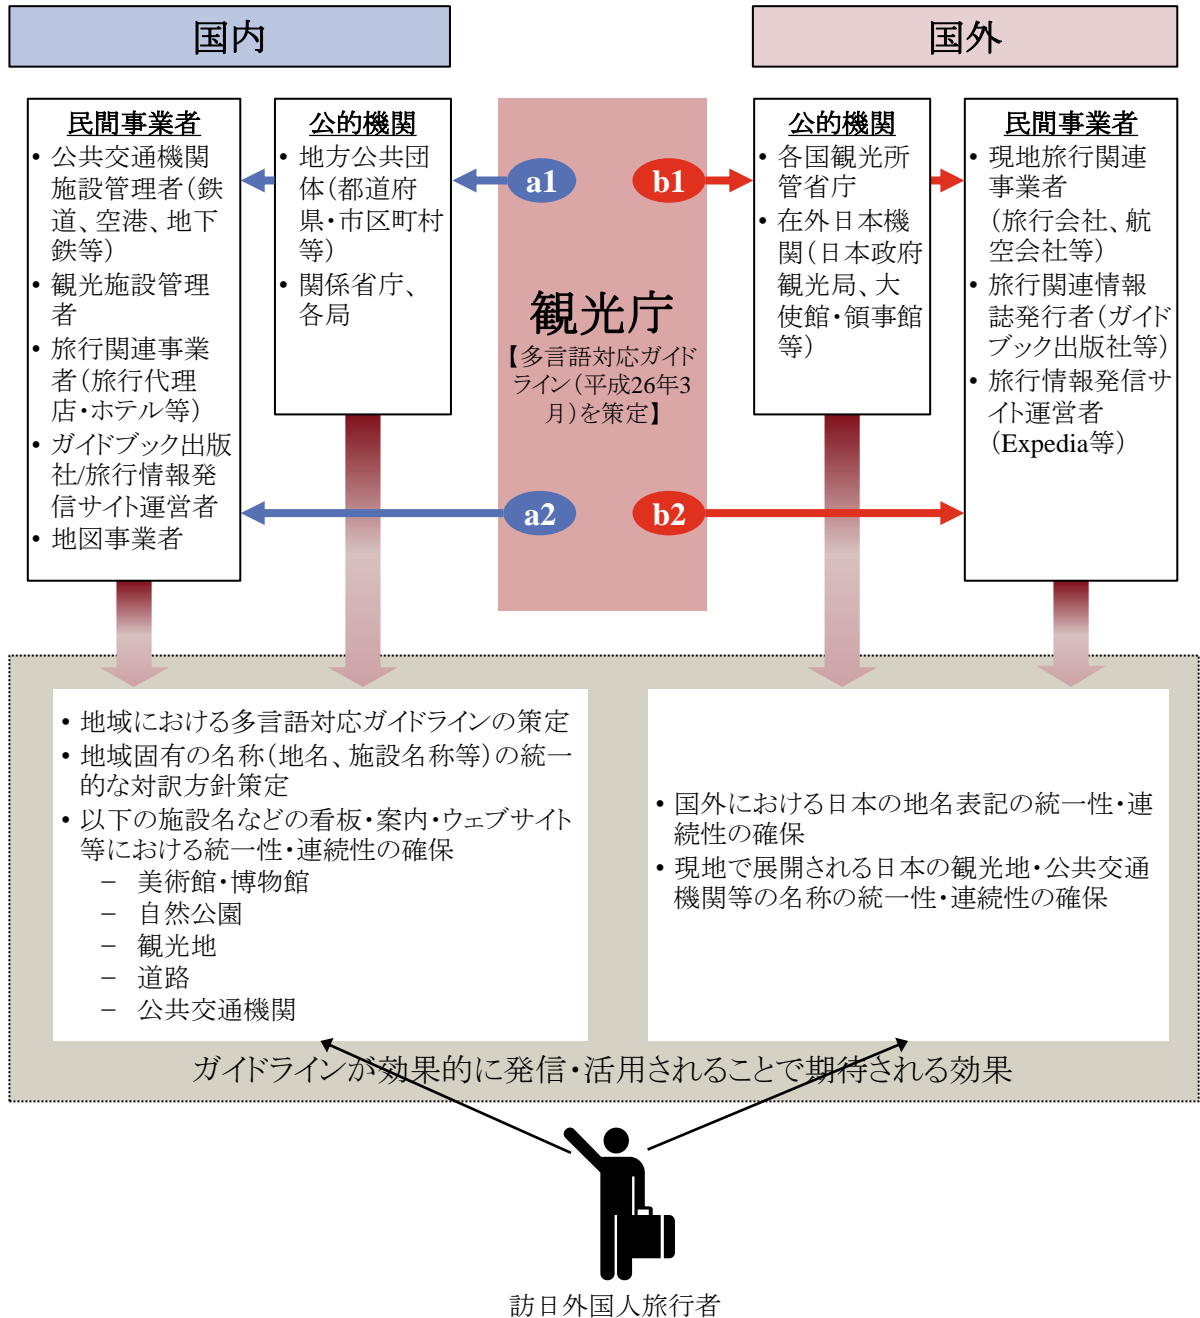 国内
国外
民間事業者
• 公共交通機関
施設管理者（鉄
道、空港、地下
鉄等）
• 観光施設管理
者
• 旅行関連事業
者（旅行代理
店・ホテル等）
• ガイドブック出版
社/旅行情報発
信サイト運営者
• 地図事業者
公的機関
• 地方公共団
体（都道府
県・市区町村
等）
• 関係省庁、
各局
a1
b1
観光庁
【多言語対応ガイド
ライン（平成26年3
月）を策定】
a2
b2
公的機関
• 各国観光所
管省庁
• 在外日本機
関（日本政府
観光局、大
使館・領事館
等）
民間事業者
• 現地旅行関連
事業者
（旅行会社、航
空会社等）
• 旅行関連情報
誌発行者（ガイド
ブック出版社等）
• 旅行情報発信サ
イト運営者
（Expedia等）
• 地域における多言語対応ガイドラインの策定
• 地域固有の名称（地名、施設名称等）の統一
的な対訳方針策定
• 以下の施設名などの看板・案内・ウェブサイト
等における統一性・連続性の確保
− 美術館・博物館
− 自然公園
− 観光地
− 道路
− 公共交通機関
• 国外における日本の地名表記の統一性・連
続性の確保
• 現地で展開される日本の観光地・公共交通
機関等の名称の統一性・連続性の確保
ガイドラインが効果的に発信・活用されることで期待される効果
訪日外国人旅行者